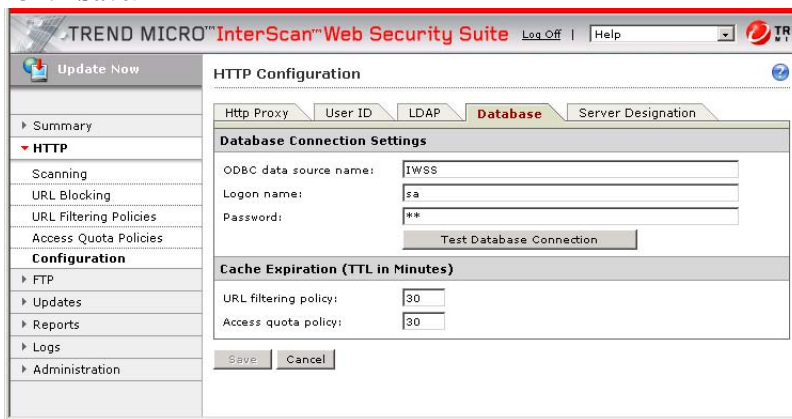 TREND MICRO™ InterScan™ Web Security Suite Log Off | Help
Update Now
Summary
HTTP
Scanning
URL Blocking
URL Filtering Policies
Access Quota Policies
Configuration
FTP
Updates
Reports
Logs
Administration
HTTP Configuration
Http Proxy User ID LDAP Database Server Designation
Database Connection Settings
ODBC data source name: IWSS
Logon name: sa
Password: **
Test Database Connection
Cache Expiration (TTL in Minutes)
URL filtering policy: 30
Access quota policy: 30
Save Cancel